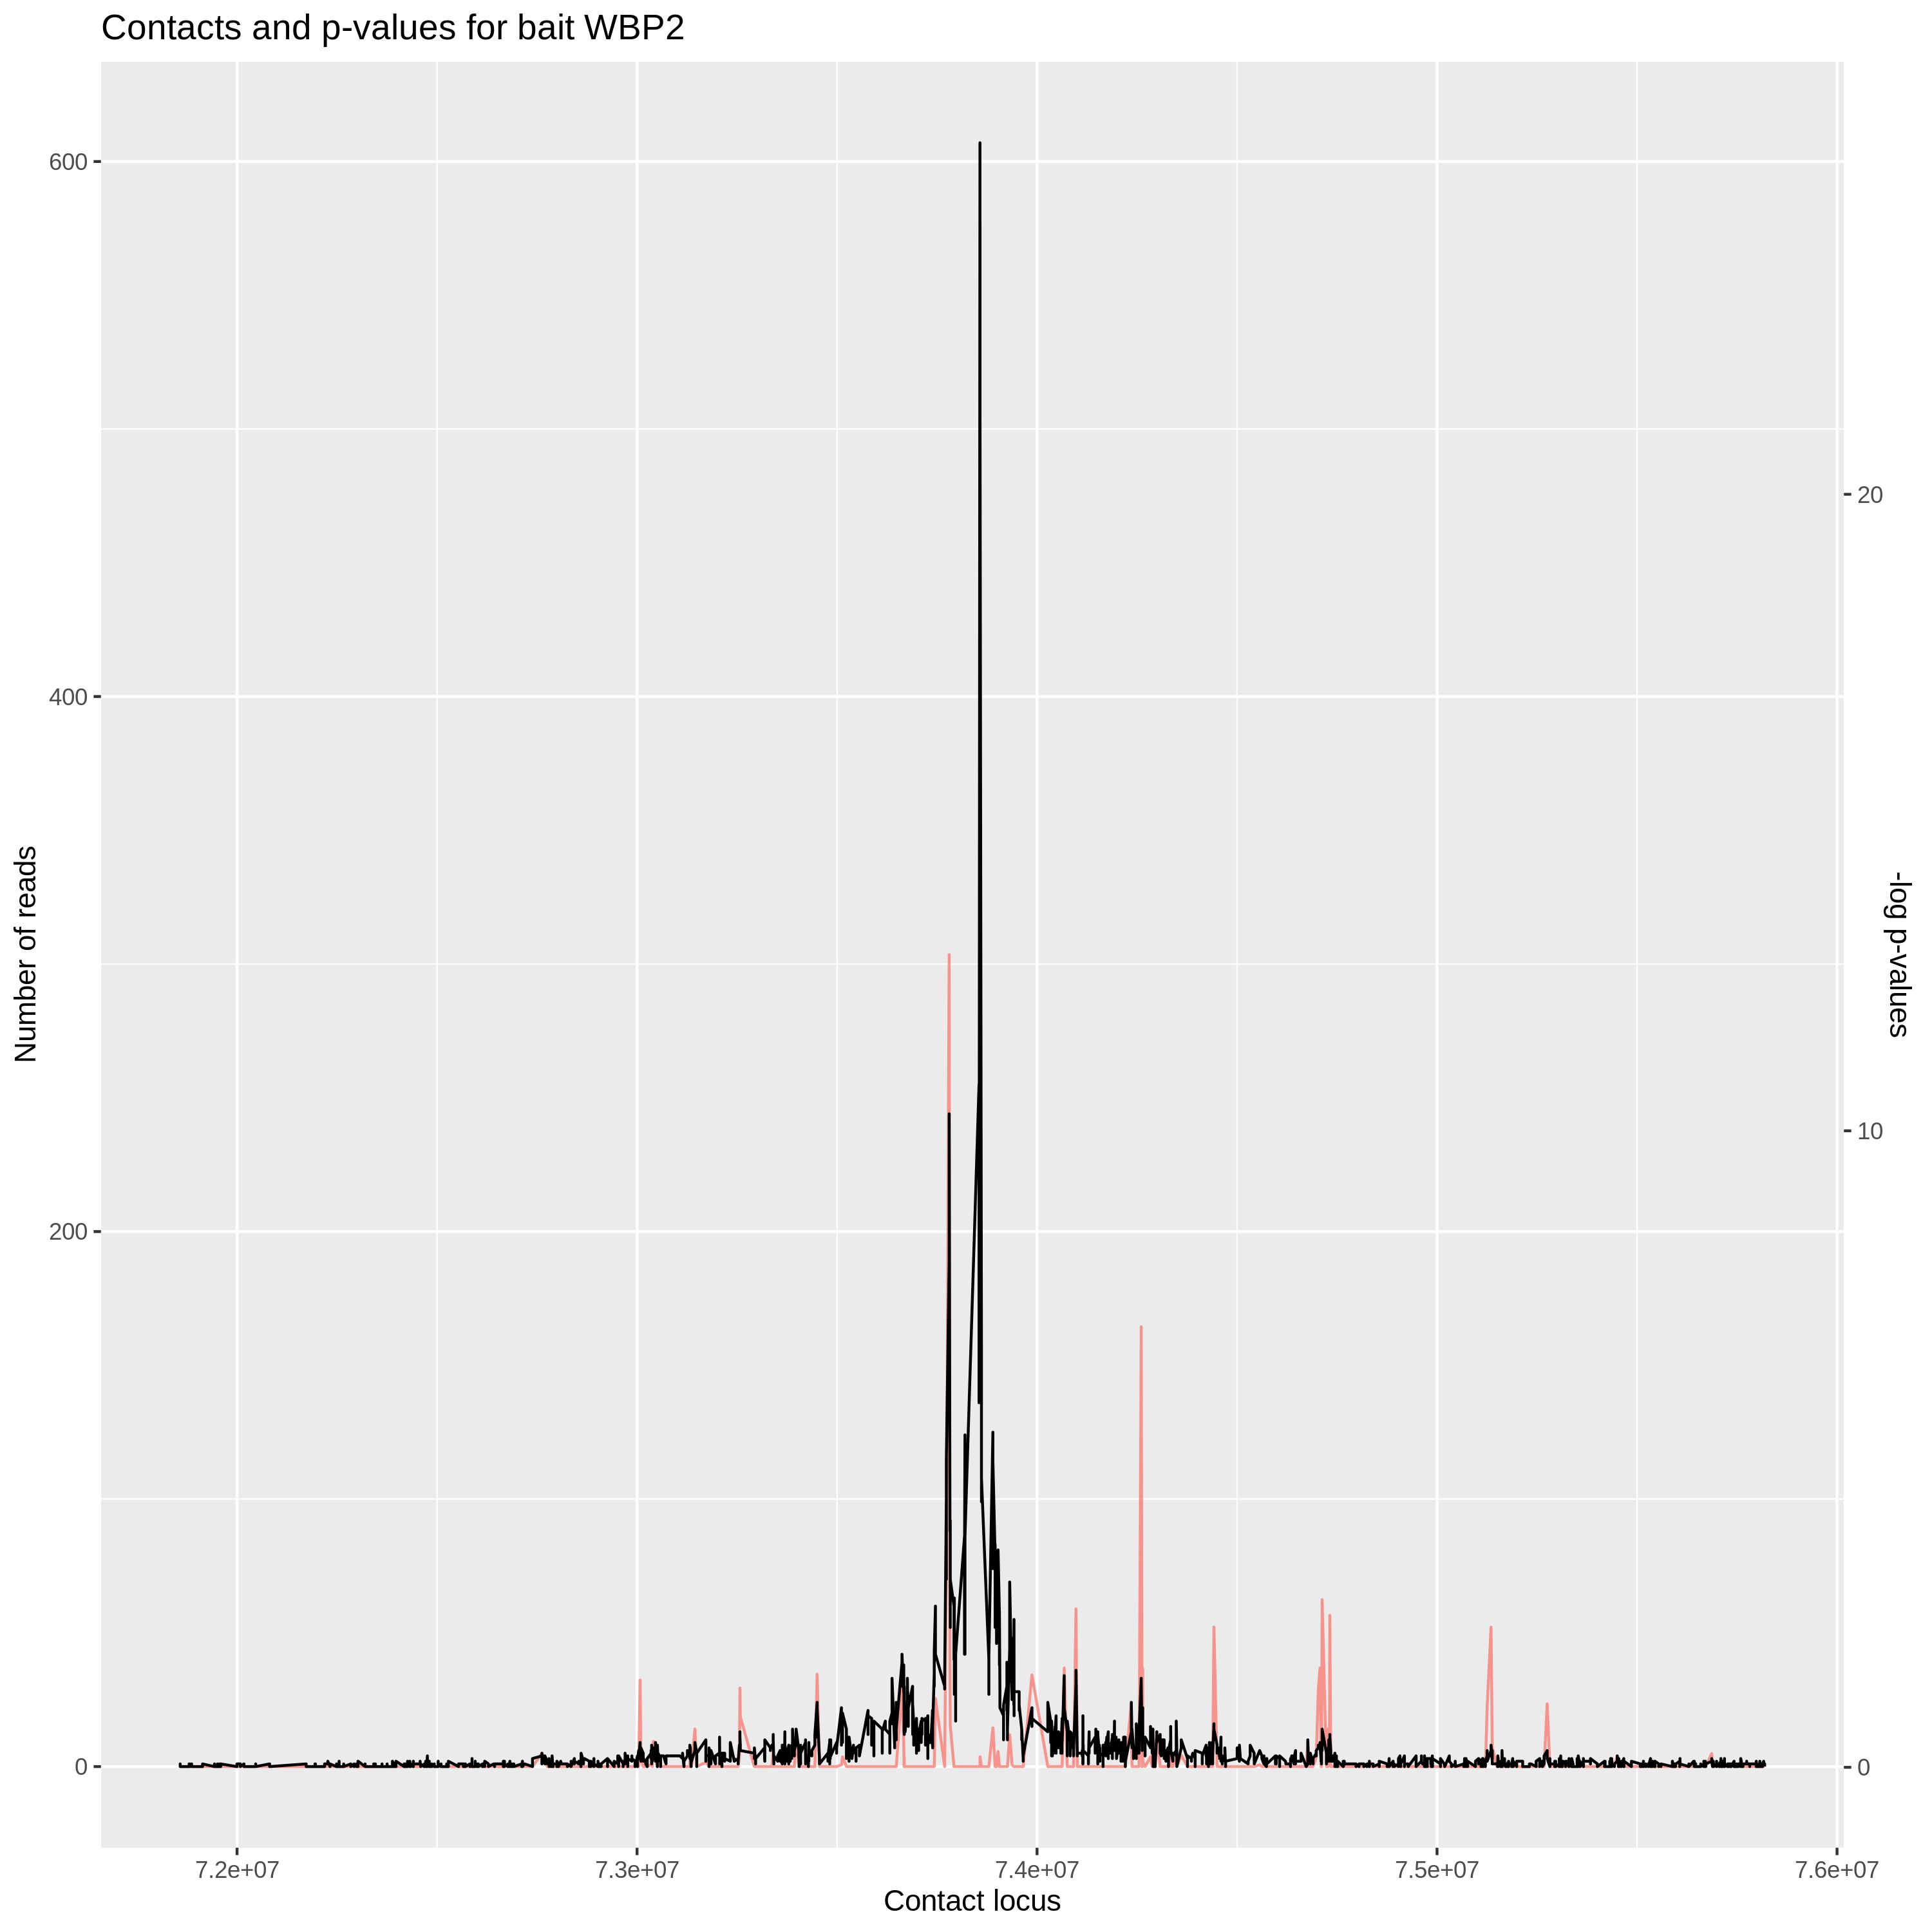 Contacts and p-values for bait WBP2
600
400
200
0
Number of reads
20
10
0
-log p-values
7.2e+07
7.3e+07
7.4e+07
7.5e+07
7.6e+07
Contact locus